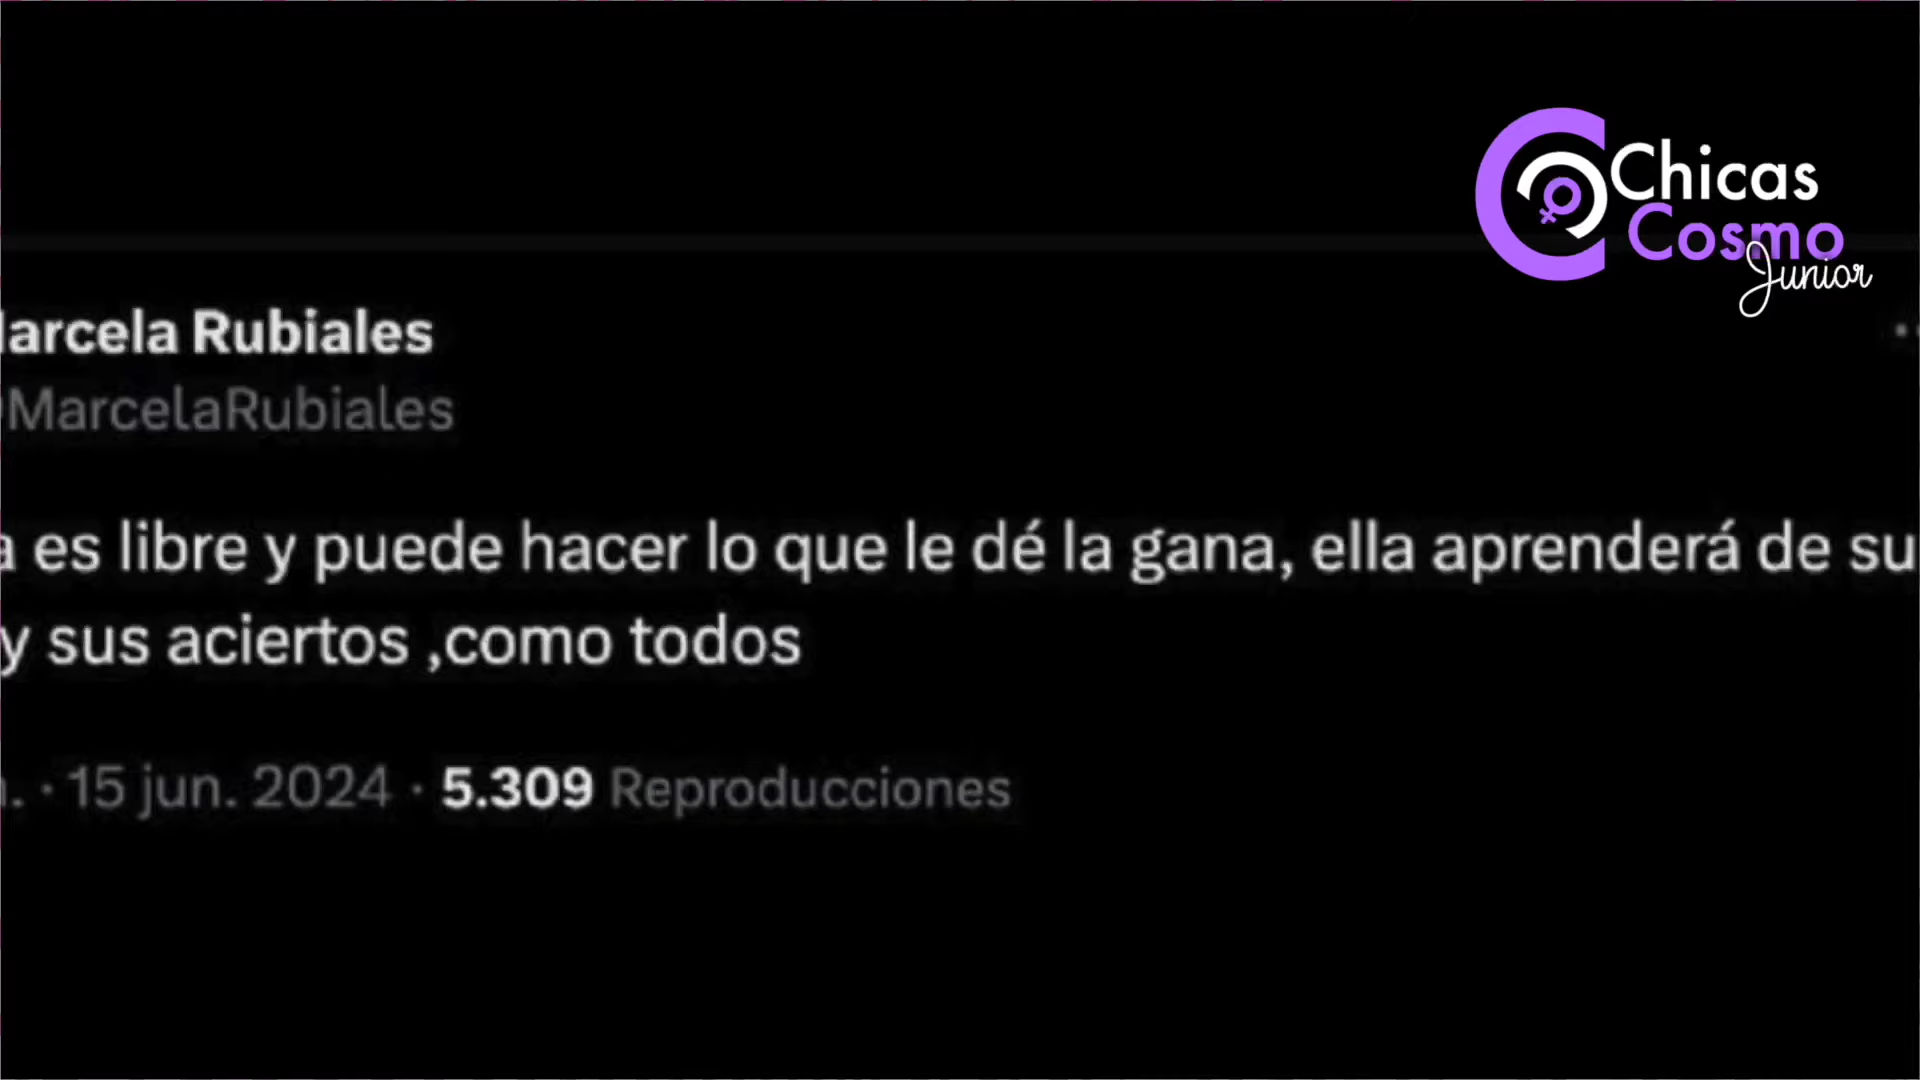 Chicas
Cosmo
Junior
arcela Rubiales
MarcelaRubiales
es libre y puede hacer lo que le dé la gana, ella aprenderá de su
y sus aciertos ,como todos
· 15 jun. 2024 · 5.309 Reproducciones